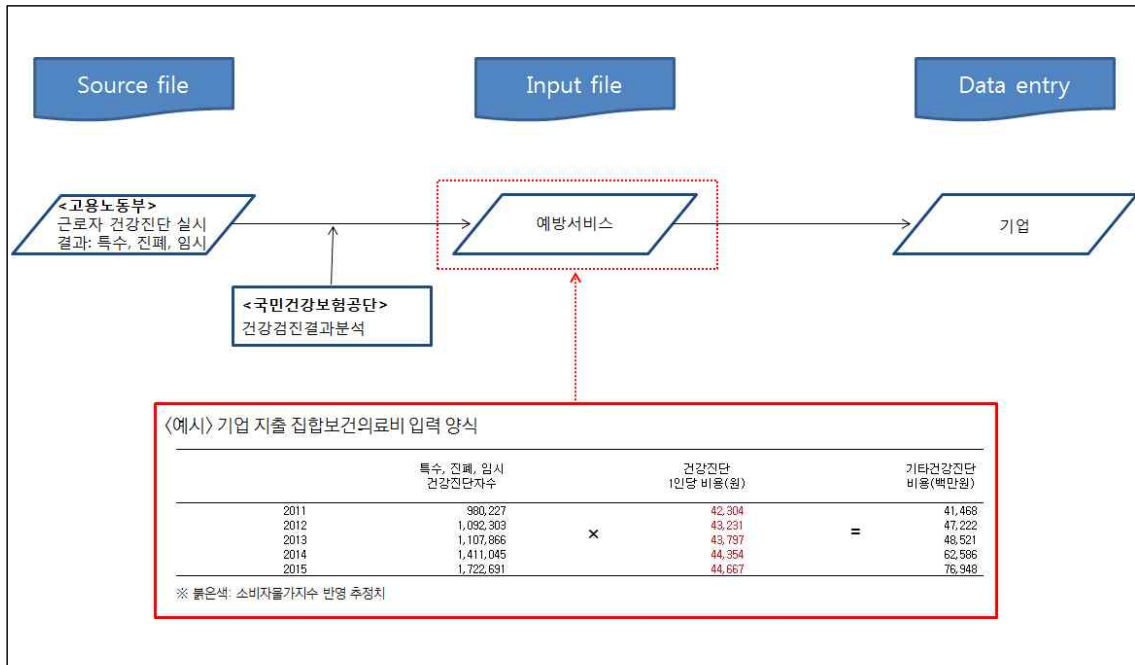 Source file
Input file
Data entry
<고용노동부>
근로자 건강진단 실시
결과: 특수, 진폐, 임시
예방서비스
기업
<국민건강보험공단>
건강검진결과분석
〈예시〉 기업 지출 집합보건의료비 입력 양식
특수, 진폐, 임시 건강진단자수 건강진단 1인당 비용(원) 기타건강진단 비용(백만원)
2011 980,227 42,304 41,468
2012 1,092,303 43,231 47,222
2013 1,107,866 × 43,797 = 48,521
2014 1,411,045 44,354 62,586
2015 1,722,691 44,667 76,948
※ 붉은색: 소비자물가지수 반영 추정치